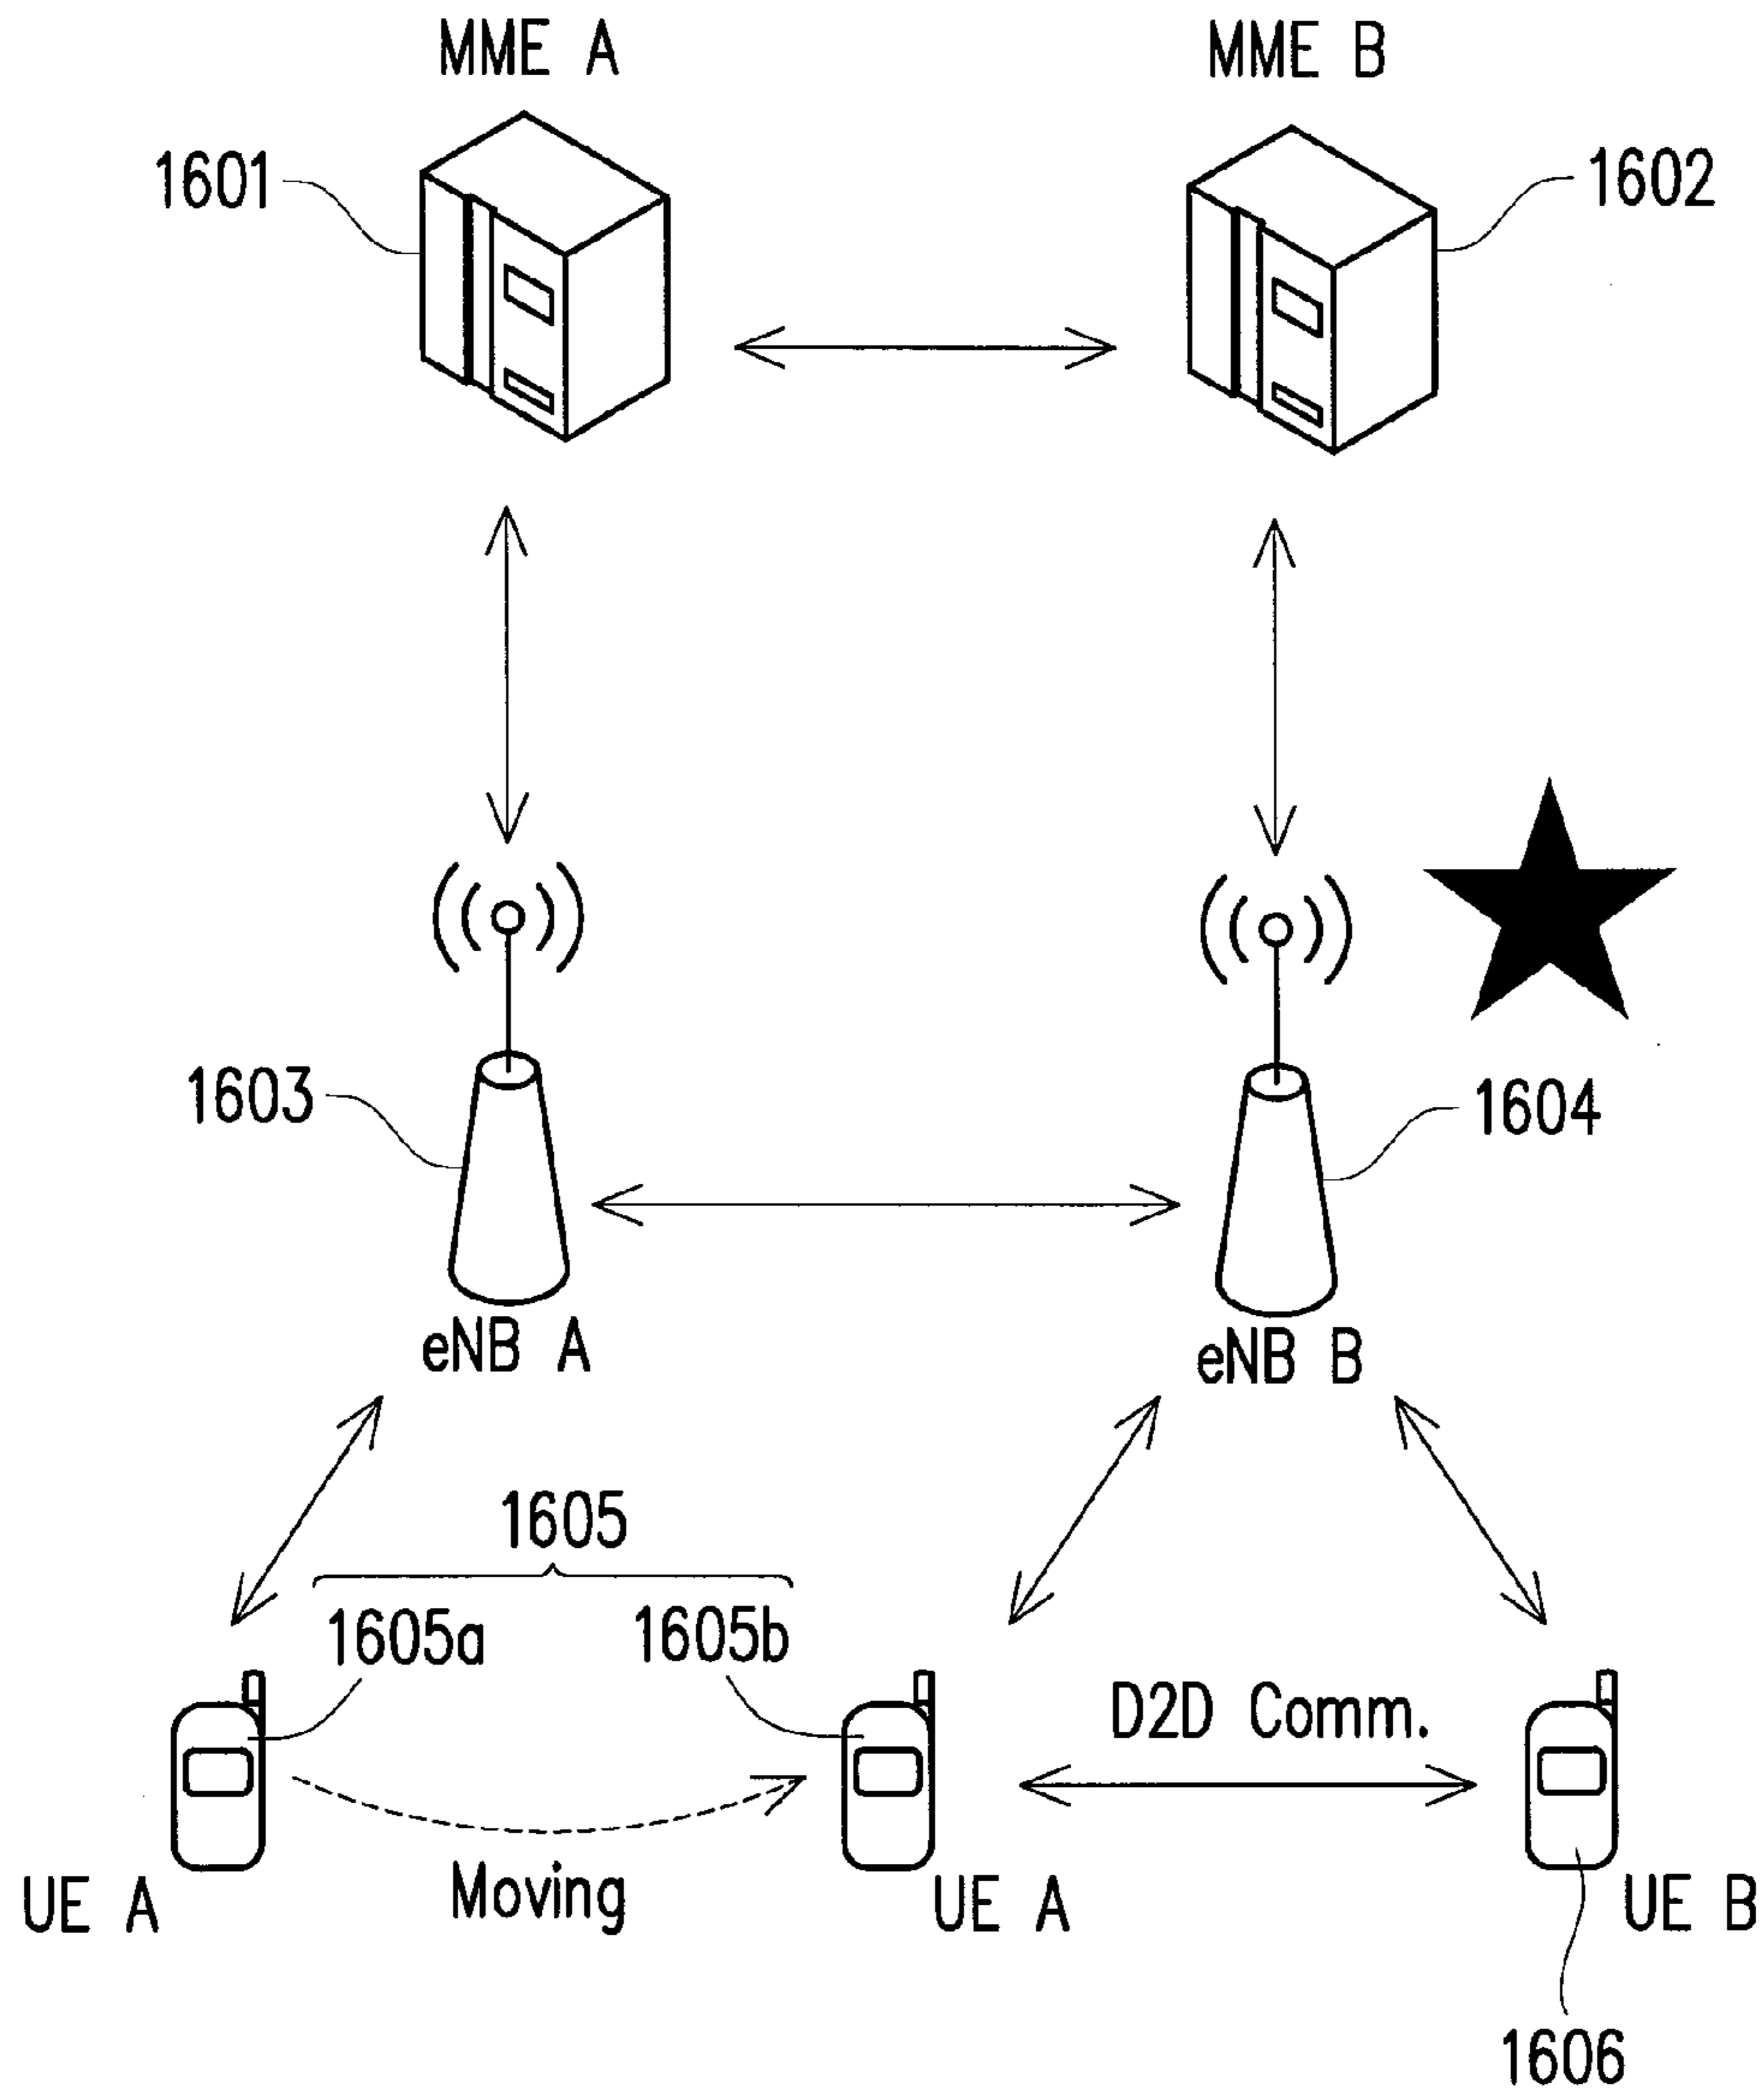 MME A
MME B
1601
1602
1603
1604
eNB A
eNB B
1605
1605a
1605b
D2D Comm.
UE A
Moving
UE A
UE B
1606